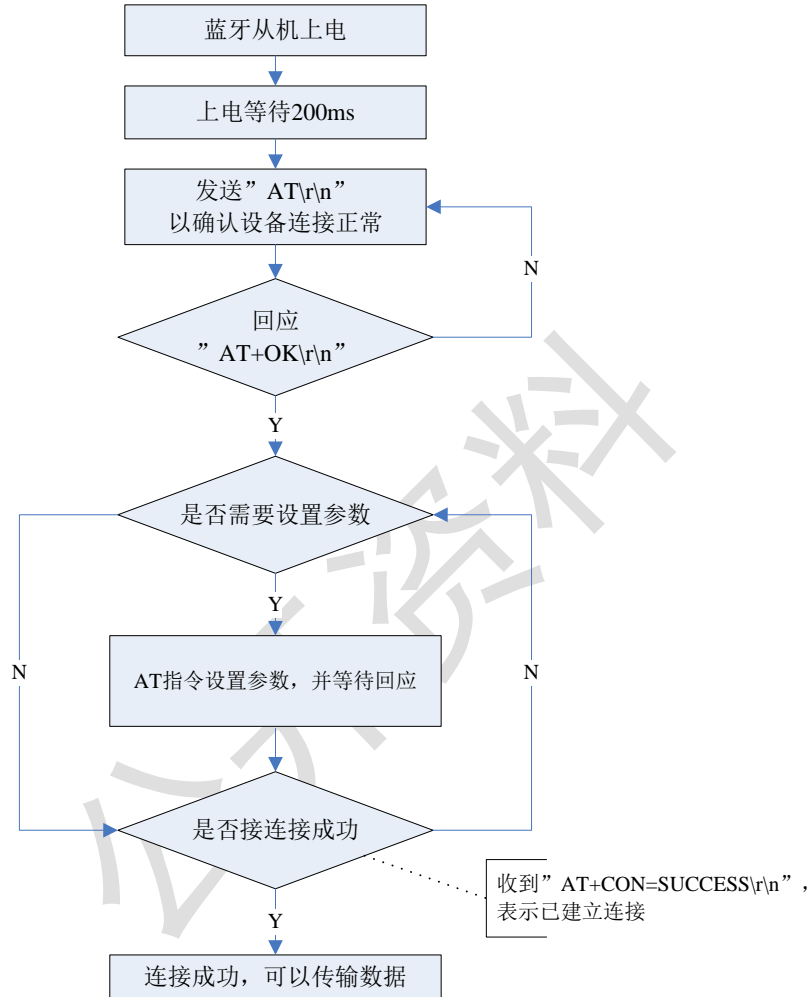 蓝牙从机上电
上电等待200ms
发送”AT\r\n”
以确认设备连接正常
N
回应
”AT+OK\r\n”
Y
是否需要设置参数
Y
N
AT指令设置参数，并等待回应
N
是否接连接成功
收到”AT+CON=SUCCESS\r\n”，
表示已建立连接
Y
连接成功，可以传输数据
公开资料